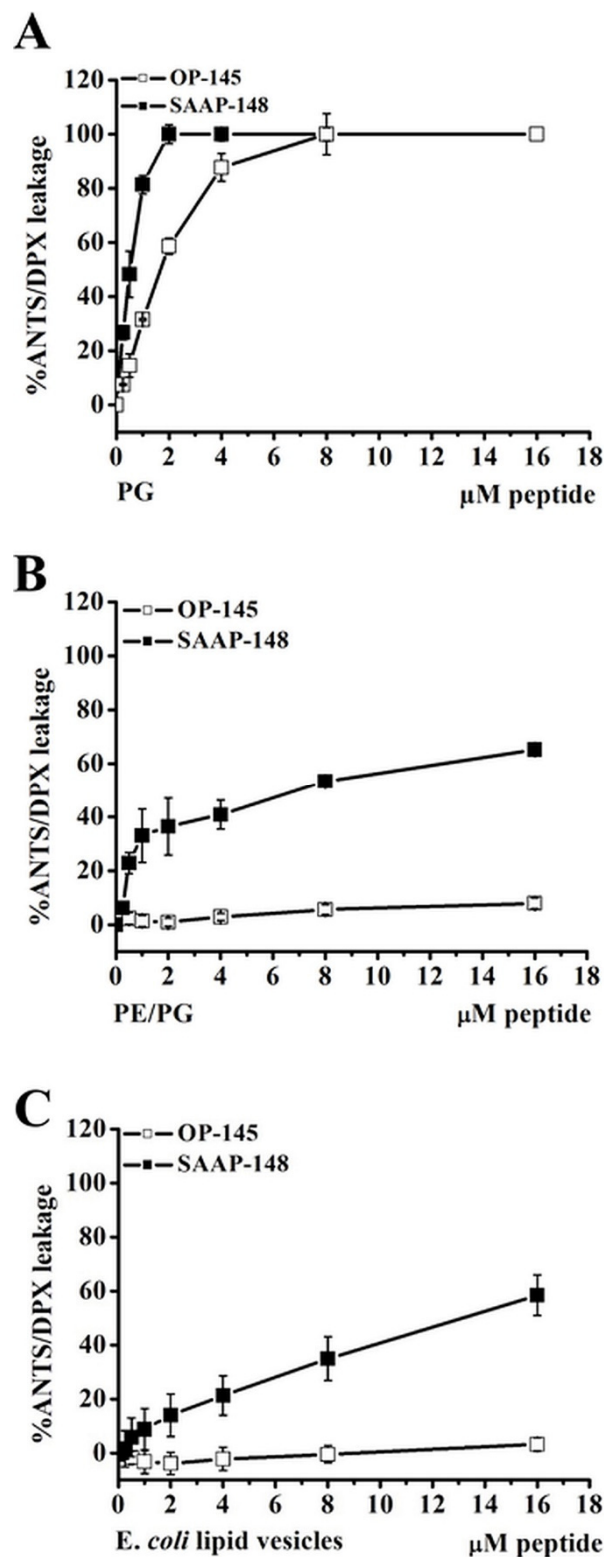 A
120
OP-145
SAAP-148
100
80
60
40
20
0
%ANTS/DPX leakage
0 2 4 6 8 10 12 14 16 18
PG µM peptide
B
120
OP-145
SAAP-148
100
80
60
40
20
0
%ANTS/DPX leakage
0 2 4 6 8 10 12 14 16 18
PE/PG µM peptide
C
120
OP-145
SAAP-148
100
80
60
40
20
0
%ANTS/DPX leakage
0 2 4 6 8 10 12 14 16 18
E. coli lipid vesicles µM peptide